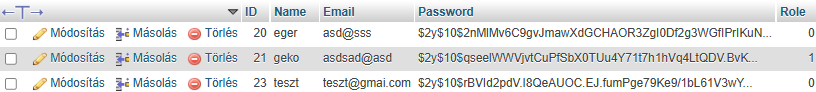 ID Name Email Password Role
Módosítás Másolás Törlés 20 eger asd@sss $2y$10$2nMlMv6C9gvJmawXdGCHAOR3ZgI0Df2g3WGfIPrIKuN... 0
Módosítás Másolás Törlés 21 geko asdsad@asd $2y$10$qseeIWWVjvtCuPfSbX0TUu4Y71t7h1hVq4LtQDV.BvK... 1
Módosítás Másolás Törlés 23 teszt teszt@gmai.com $2y$10$rBVId2pdV.I8QeAUOC.EJ.fumPge79Ke9/1bL61V3wY... 0